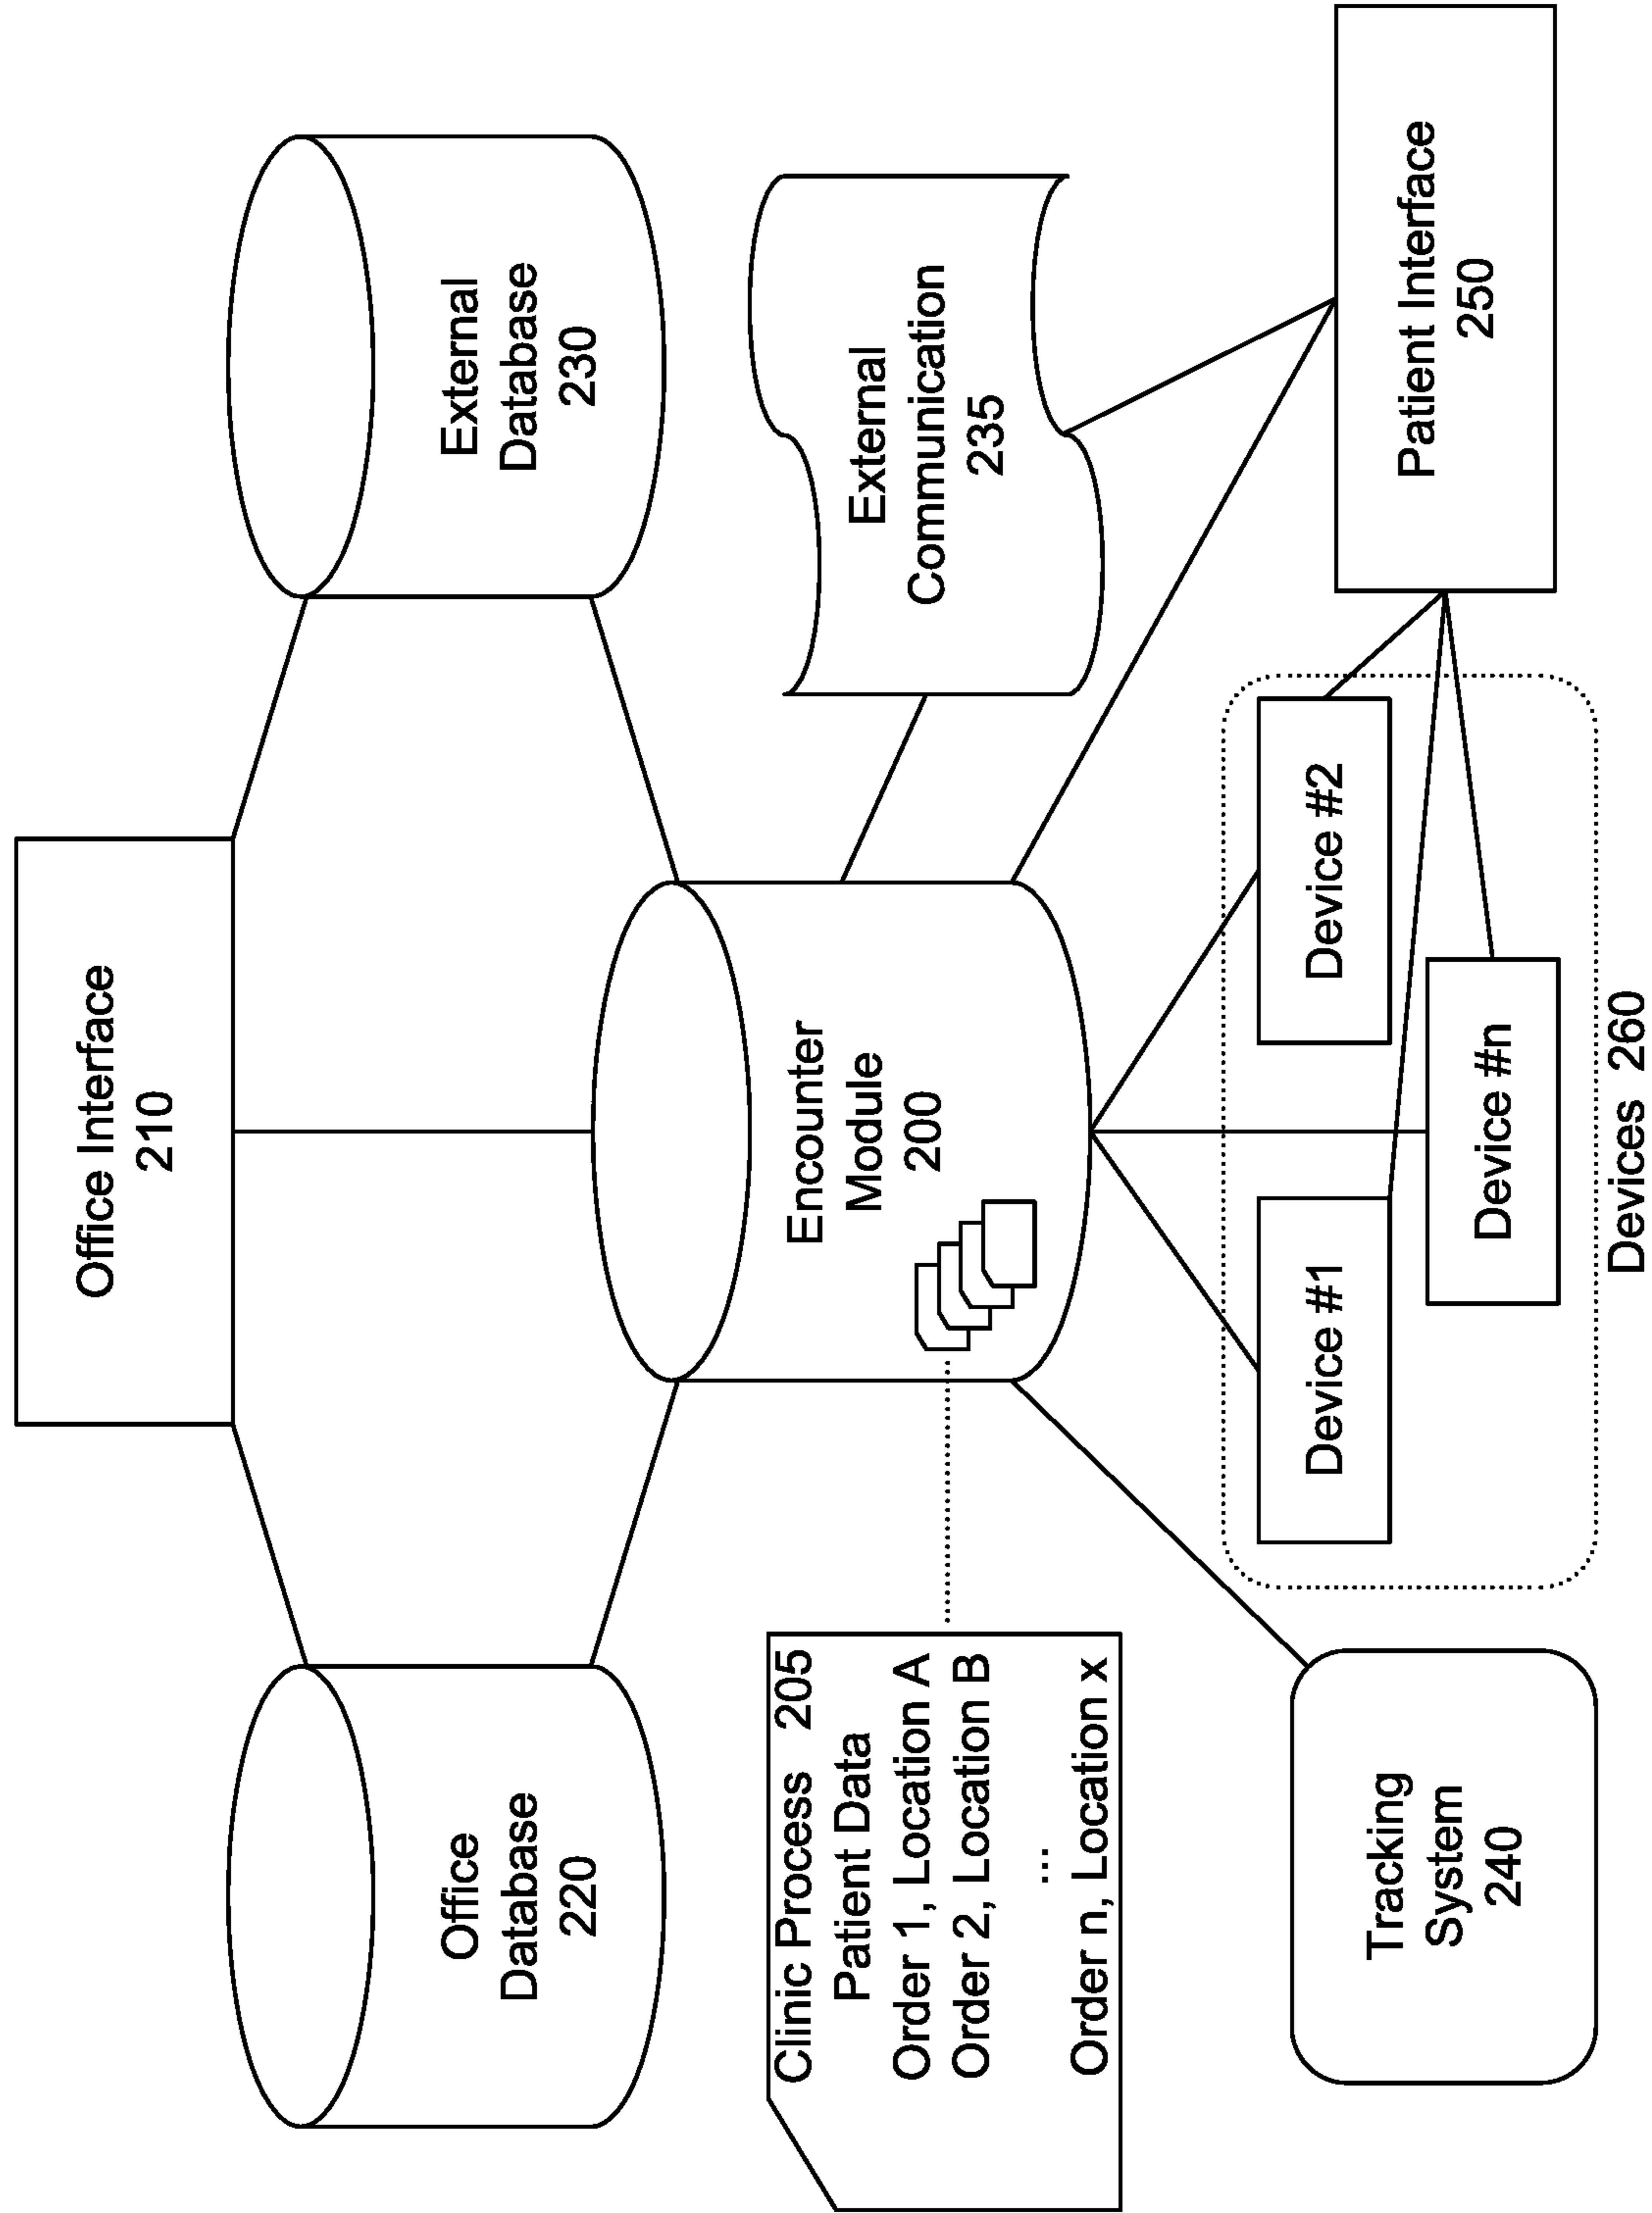 Office Interface
210
Office
Database
220
External
Database
230
Encounter
Module
200
Clinic Process 205
Patient Data
Order 1, Location A
Order 2, Location B
...
Order n, Location x
External
Communication
235
Tracking
System
240
Device #1
Device #2
Device #n
Devices 260
Patient Interface
250